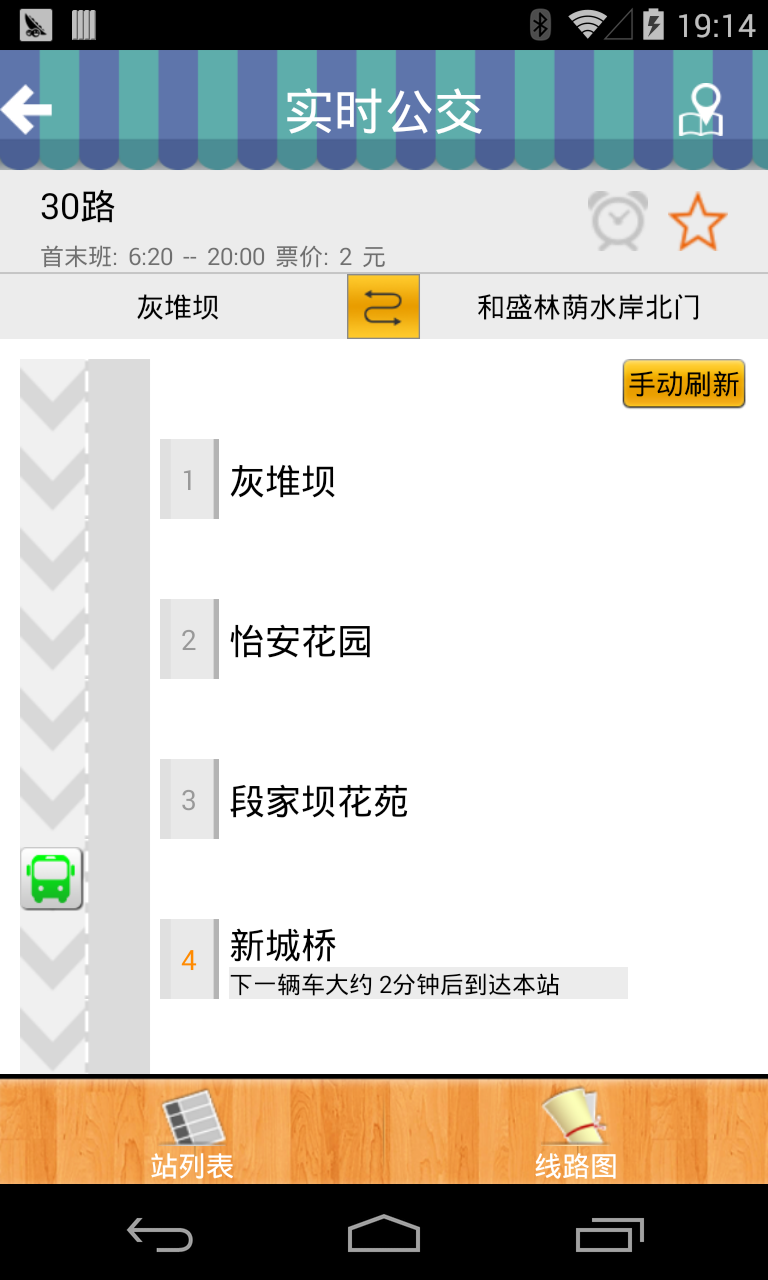 19:14
实时公交
30路
首末班: 6:20 -- 20:00 票价: 2 元
灰堆坝
和盛林荫水岸北门
手动刷新
1 灰堆坝
2 怡安花园
3 段家坝花苑
4 新城桥
下一辆车大约 2分钟后到达本站
站列表
线路图